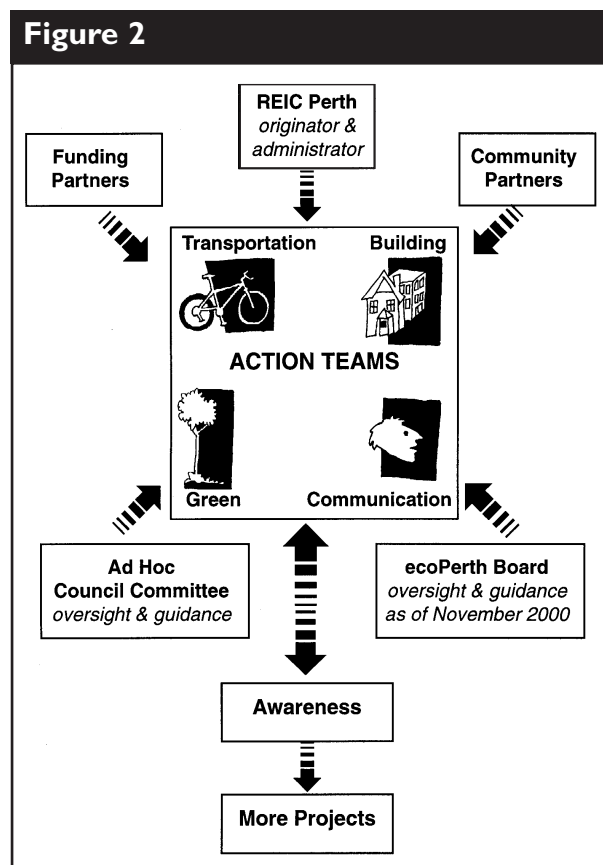 Figure 2
REIC Perth
originator &
administrator
Funding
Partners
Community
Partners
Transportation
Building
ACTION TEAMS
Green
Communication
Ad Hoc
Council Committee
oversight & guidance
ecoPerth Board
oversight & guidance
as of November 2000
Awareness
More Projects